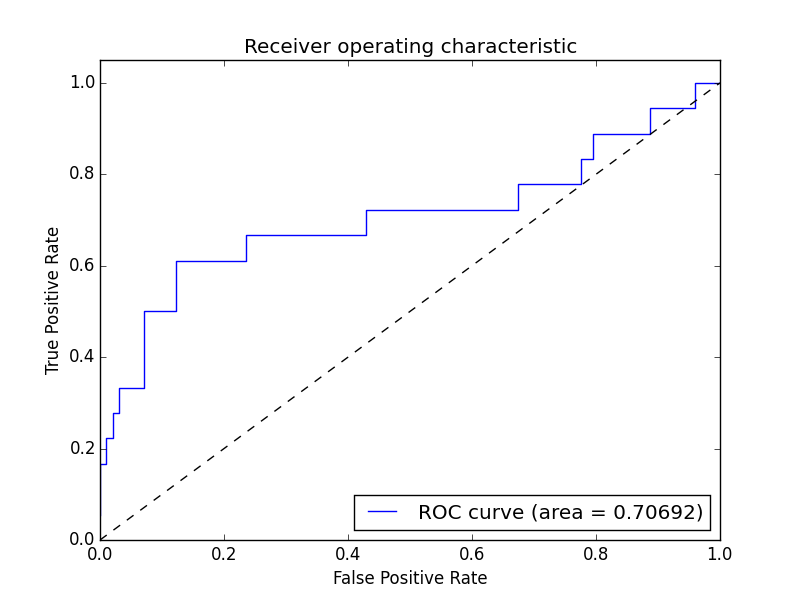 Receiver operating characteristic
1.0
0.8
0.6
0.4
0.2
0.0
True Positive Rate
ROC curve (area = 0.70692)
0.0 0.2 0.4 0.6 0.8 1.0
False Positive Rate